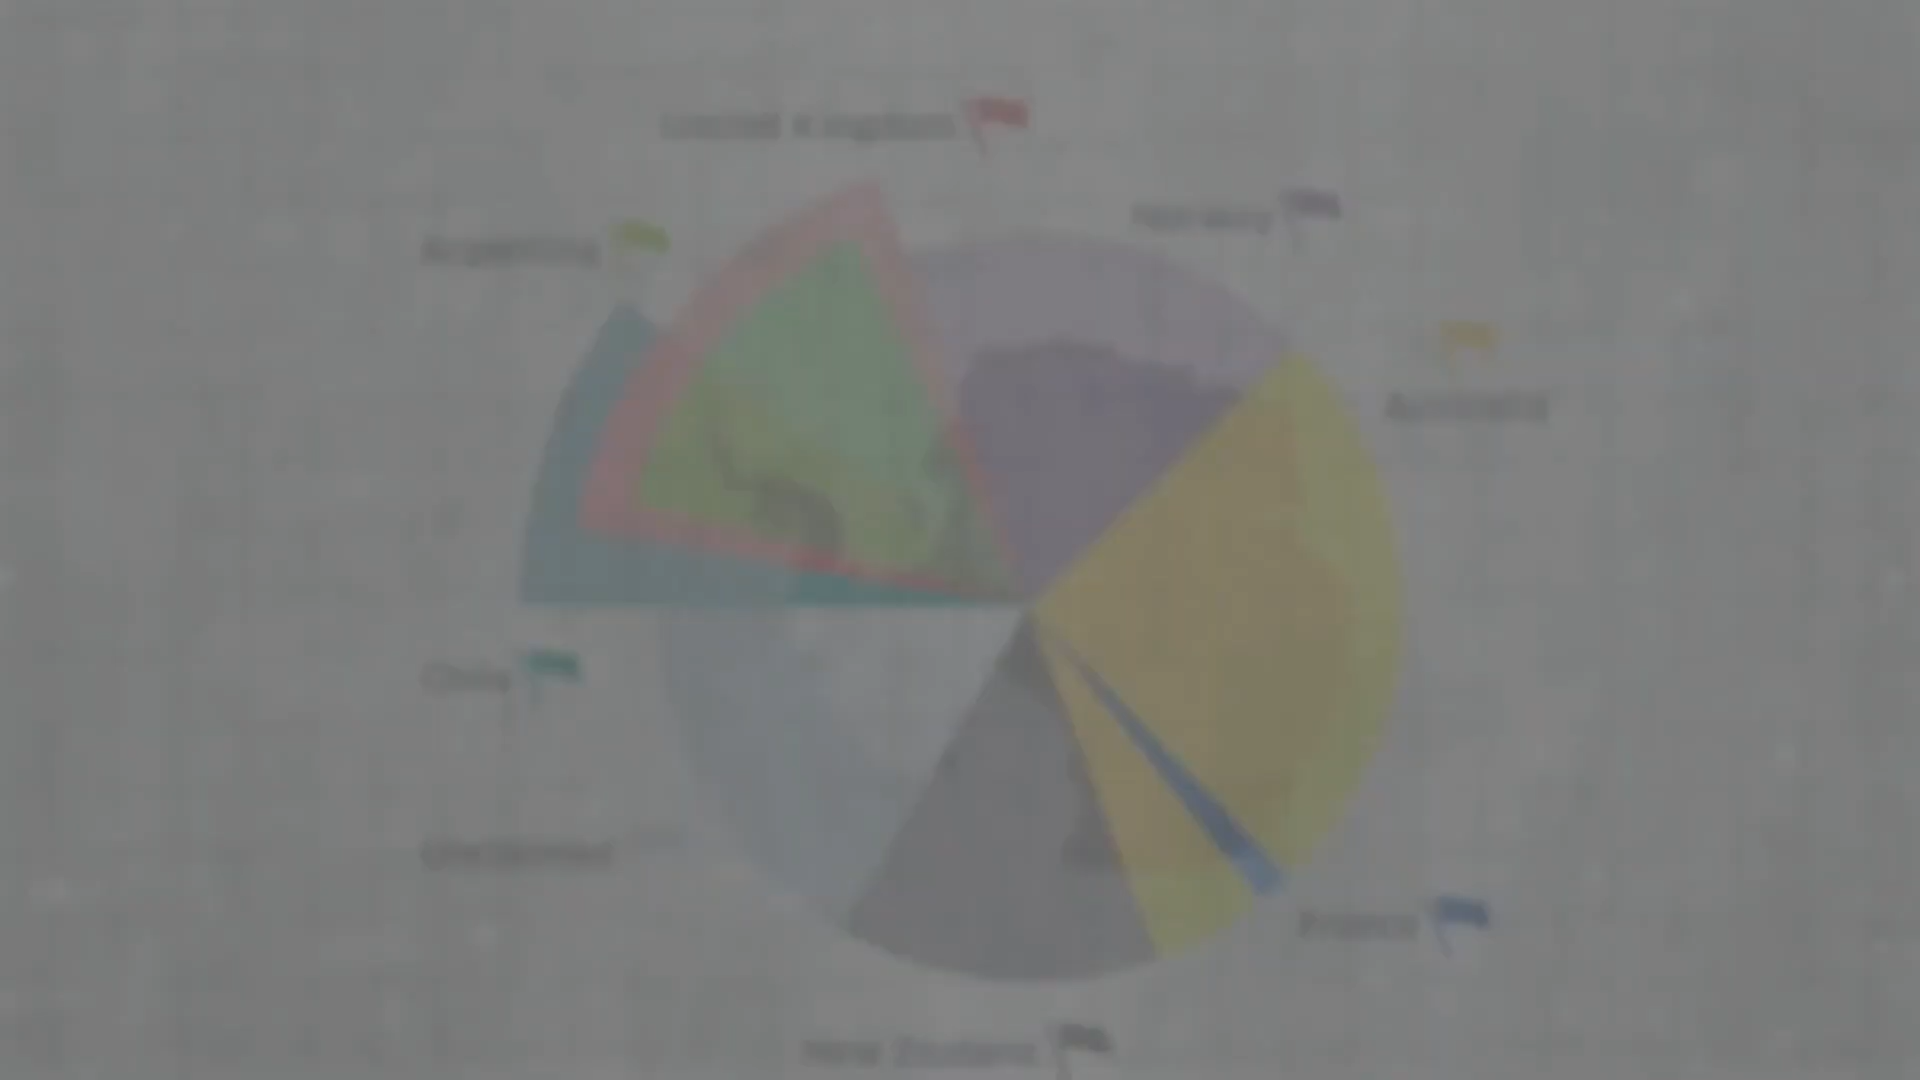 United Kingdom
Norway
Argentina
Australia
Chile
Unclaimed
France
New Zealand